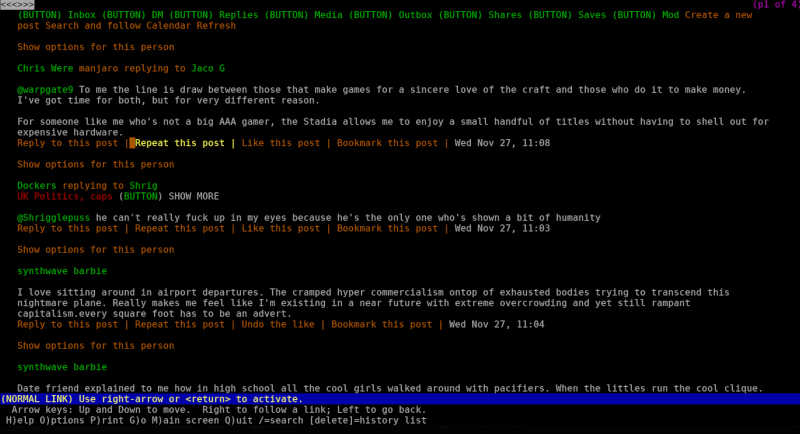 <<<>>> (p1 of 4)
(BUTTON) Inbox (BUTTON) DM (BUTTON) Replies (BUTTON) Media (BUTTON) Outbox (BUTTON) Shares (BUTTON) Saves (BUTTON) Mod Create a new
post Search and follow Calendar Refresh
Show options for this person
Chris Were manjaro replying to Jaco G
@warpgate9 To me the line is draw between those that make games for a sincere love of the craft and those who do it to make money.
I've got time for both, but for very different reason.
For someone like me who's not a big AAA gamer, the Stadia allows me to enjoy a small handful of titles without having to shell out for
expensive hardware.
Reply to this post | Repeat this post | Like this post | Bookmark this post | Wed Nov 27, 11:08
Show options for this person
Dockers replying to Shrig
UK Politics, caps (BUTTON) SHOW MORE
@Shrigglepuss he can't really fuck up in my eyes because he's the only one who's shown a bit of humanity
Reply to this post | Repeat this post | Like this post | Bookmark this post | Wed Nov 27, 11:03
Show options for this person
synthwave barbie
I love sitting around in airport departures. The cramped hyper commercialism ontop of exhausted bodies trying to transcend this
nightmare plane. Really makes me feel like I'm existing in a near future with extreme overcrowding and yet still rampant
capitalism.every square foot has to be an advert.
Reply to this post | Repeat this post | Undo the like | Bookmark this post | Wed Nov 27, 11:04
Show options for this person
synthwave barbie
Date friend explained to me how in high school all the cool girls walked around with pacifiers. When the littles run the cool clique.
(NORMAL LINK) Use right-arrow or <return> to activate.
Arrow keys: Up and Down to move. Right to follow a link; Left to go back.
H)elp O)ptions P)rint G)o M)ain screen Q)uit /=search [delete]=history list